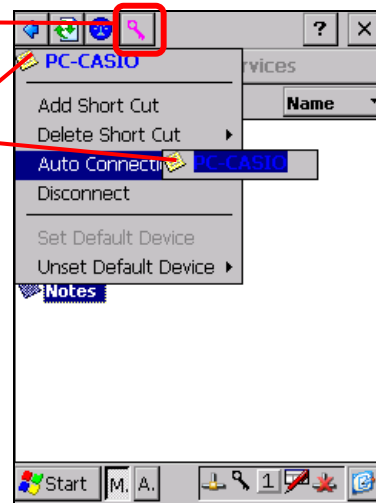 ?
PC-CASIO
rvices
Add Short Cut
Name
Delete Short Cut
Auto Connecti
PC-CASIO
Disconnect
Set Default Device
Unset Default Device
Notes
Start M. A. 1